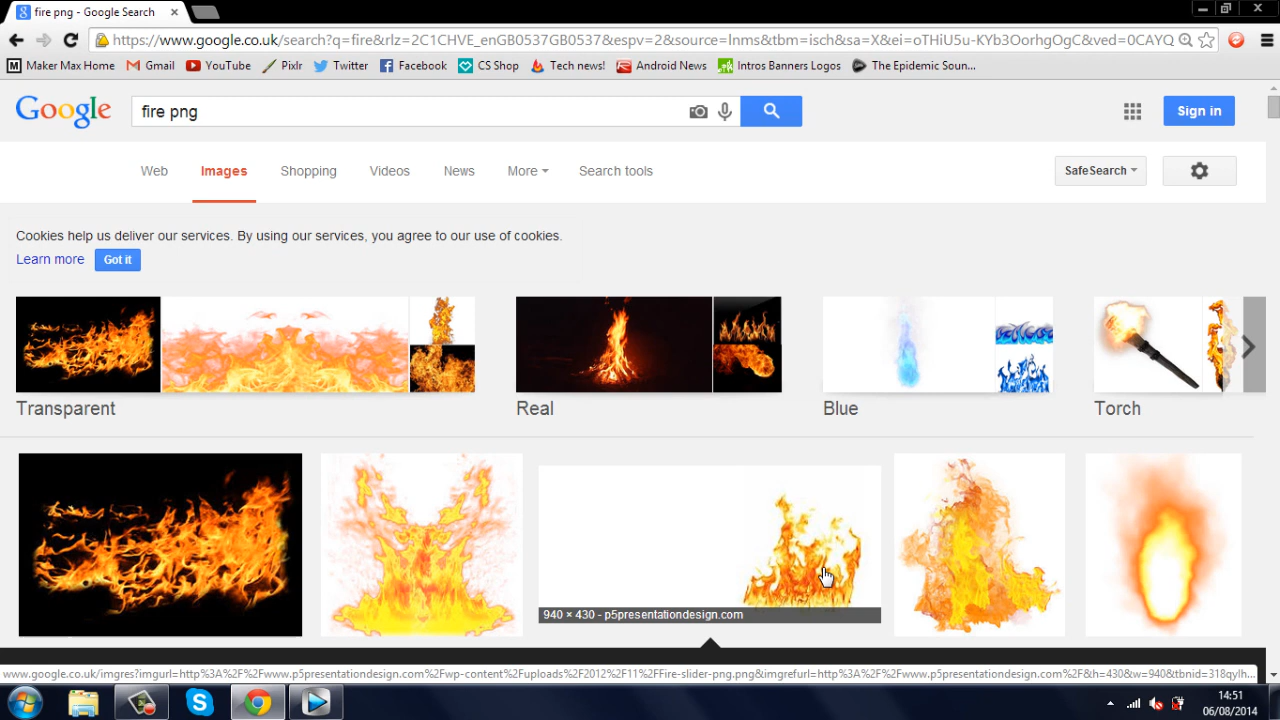 fire png - Google Search
https://www.google.co.uk/search?q=fire&rlz=2C1CHVE_enGB0537GB0537&espv=2&source=lnms&tbm=isch&sa=X&ei=oTHiU5u-KYb3OorhgOgC&ved=0CAYQ
Maker Max Home Gmail YouTube Pixlr Twitter Facebook CS Shop Tech news! Android News Intros Banners Logos The Epidemic Soun...
Google fire png Sign in
Web Images Shopping Videos News More Search tools SafeSearch
Cookies help us deliver our services. By using our services, you agree to our use of cookies.
Learn more Got it
Transparent Real Blue Torch
940 × 430 - p5presentationdesign.com
www.google.co.uk/imgres?imgurl=http%3A%2F%2Fwww.p5presentationdesign.com%2Fwp-content%2Fuploads%2F2012%2F11%2FFire-slider-png.png&imgrefurl=http%3A%2F%2Fwww.p5presentationdesign.com%2F&h=430&w=940&tbnid=318qylh...
14:51
06/08/2014